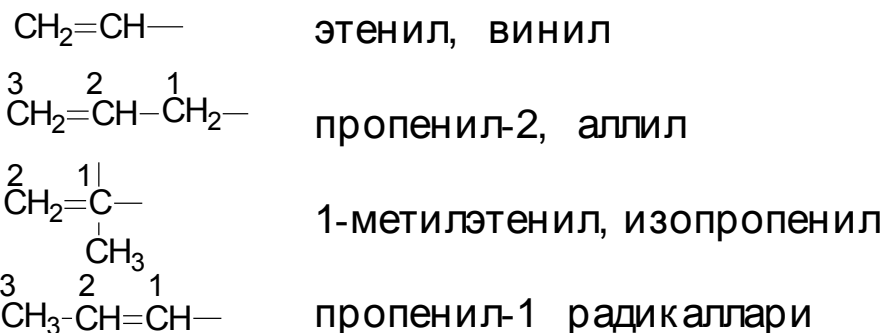 CH₂=CH— этенил, винил
3 2 1
CH₂=CH–CH₂— пропенил-2, аллил
2 1
CH₂=C— 1-метилэтенил, изопропенил
CH₃
3 2 1
CH₃-CH=CH— пропенил-1 радикаллари